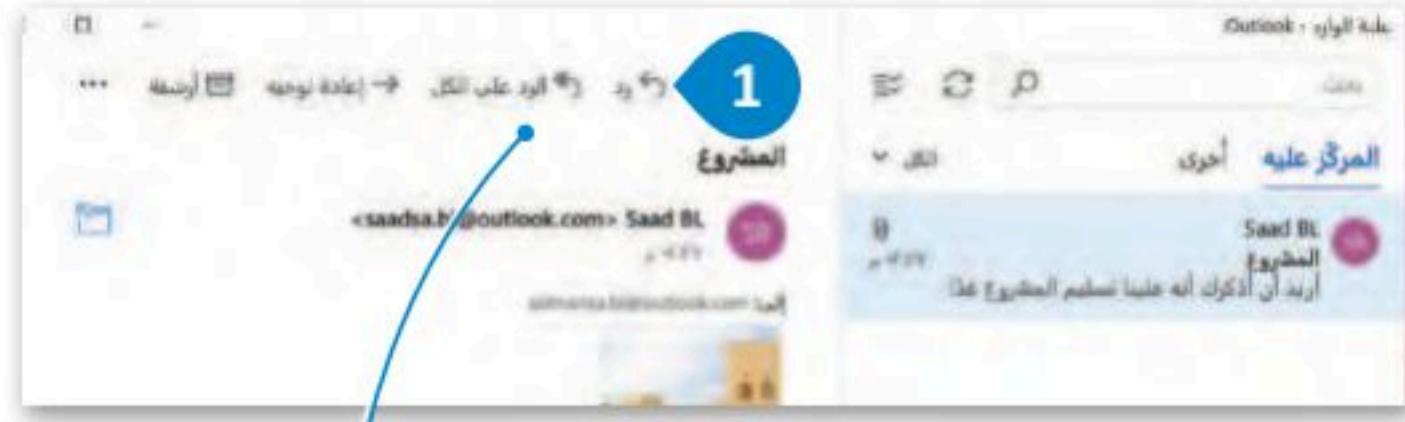 علبة الوارد - Outlook
بحث
المركّز عليه أخرى
الكل
Saad BL
المشروع
أريد أن أذكرك أنه علينا تسليم المشروع غدًا
1
رد الرد على الكل إعادة توجيه أرشفة ...
المشروع
Saad BL <saadsa.bl@outlook.com>
إلى: